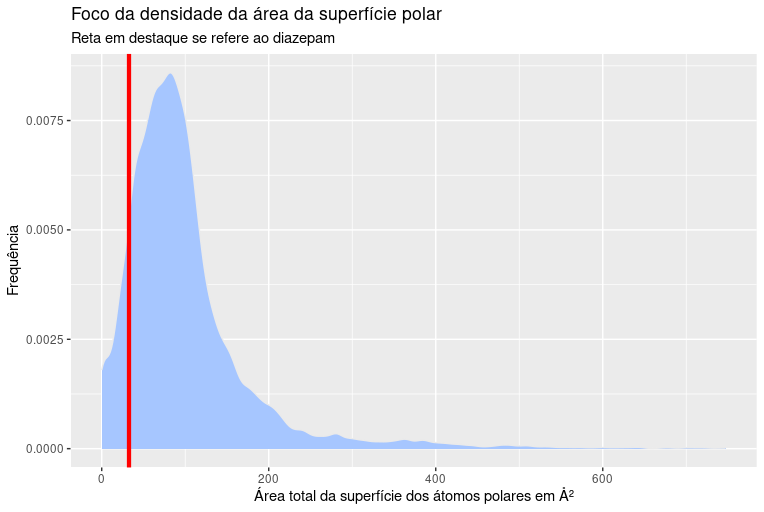 Foco da densidade da área da superfície polar
Reta em destaque se refere ao diazepam
Frequência
0.0075
0.0050
0.0025
0.0000
0 200 400 600
Área total da superfície dos átomos polares em Å²